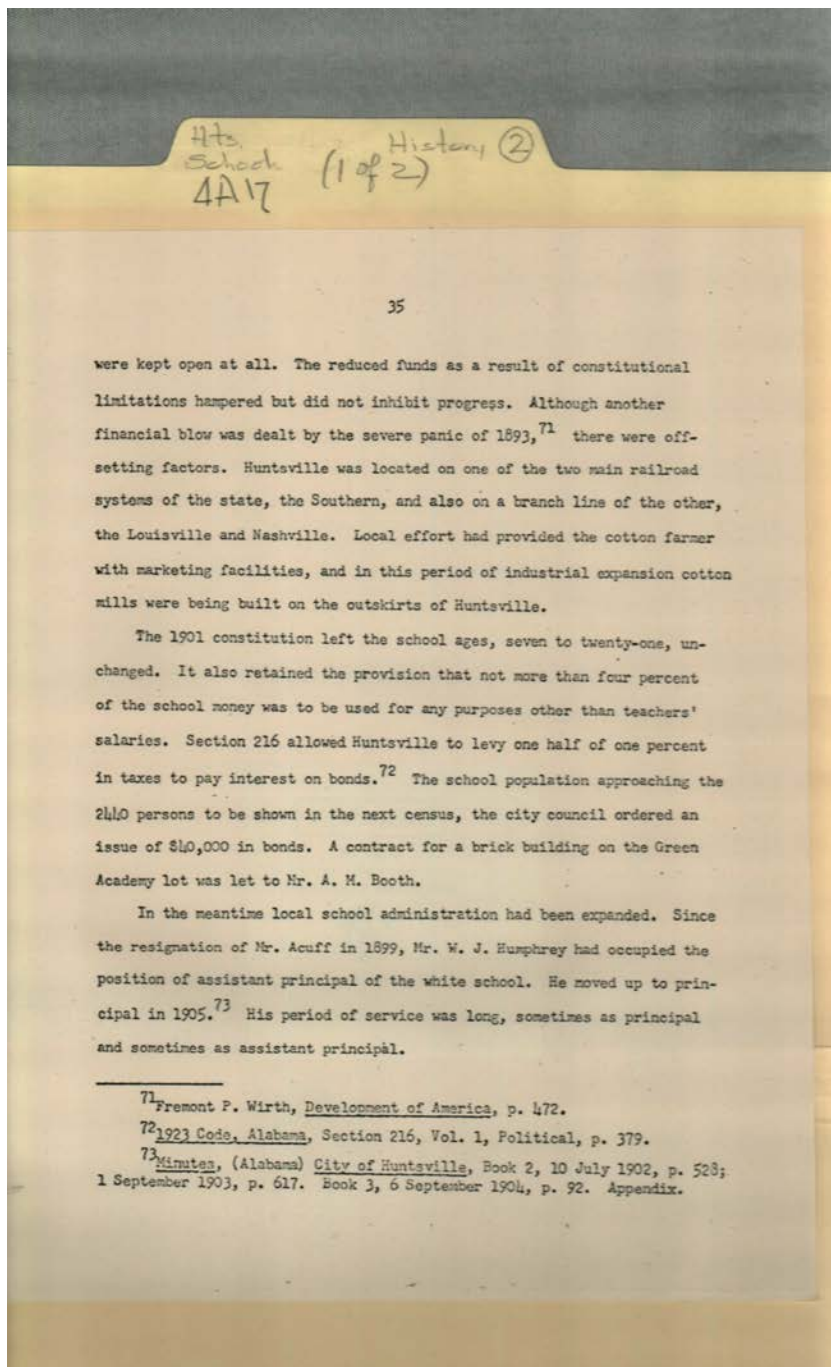 Hts. History ②
School (1 of 2)
4A17
35
were kept open at all. The reduced funds as a result of constitutional
limitations hampered but did not inhibit progress. Although another
financial blow was dealt by the severe panic of 1893,71 there were off-
setting factors. Huntsville was located on one of the two main railroad
systems of the state, the Southern, and also on a branch line of the other,
the Louisville and Nashville. Local effort had provided the cotton farmer
with marketing facilities, and in this period of industrial expansion cotton
mills were being built on the outskirts of Huntsville.
The 1901 constitution left the school ages, seven to twenty-one, un-
changed. It also retained the provision that not more than four percent
of the school money was to be used for any purposes other than teachers'
salaries. Section 216 allowed Huntsville to levy one half of one percent
in taxes to pay interest on bonds.72 The school population approaching the
2440 persons to be shown in the next census, the city council ordered an
issue of $40,000 in bonds. A contract for a brick building on the Green
Academy lot was let to Mr. A. M. Booth.
In the meantime local school administration had been expanded. Since
the resignation of Mr. Acuff in 1899, Mr. W. J. Humphrey had occupied the
position of assistant principal of the white school. He moved up to prin-
cipal in 1905.73 His period of service was long, sometimes as principal
and sometimes as assistant principal.
71Fremont P. Wirth, Development of America, p. 472.
721923 Code, Alabama, Section 216, Vol. 1, Political, p. 379.
73Minutes, (Alabama) City of Huntsville, Book 2, 10 July 1902, p. 528;
1 September 1903, p. 617. Book 3, 6 September 1904, p. 92. Appendix.